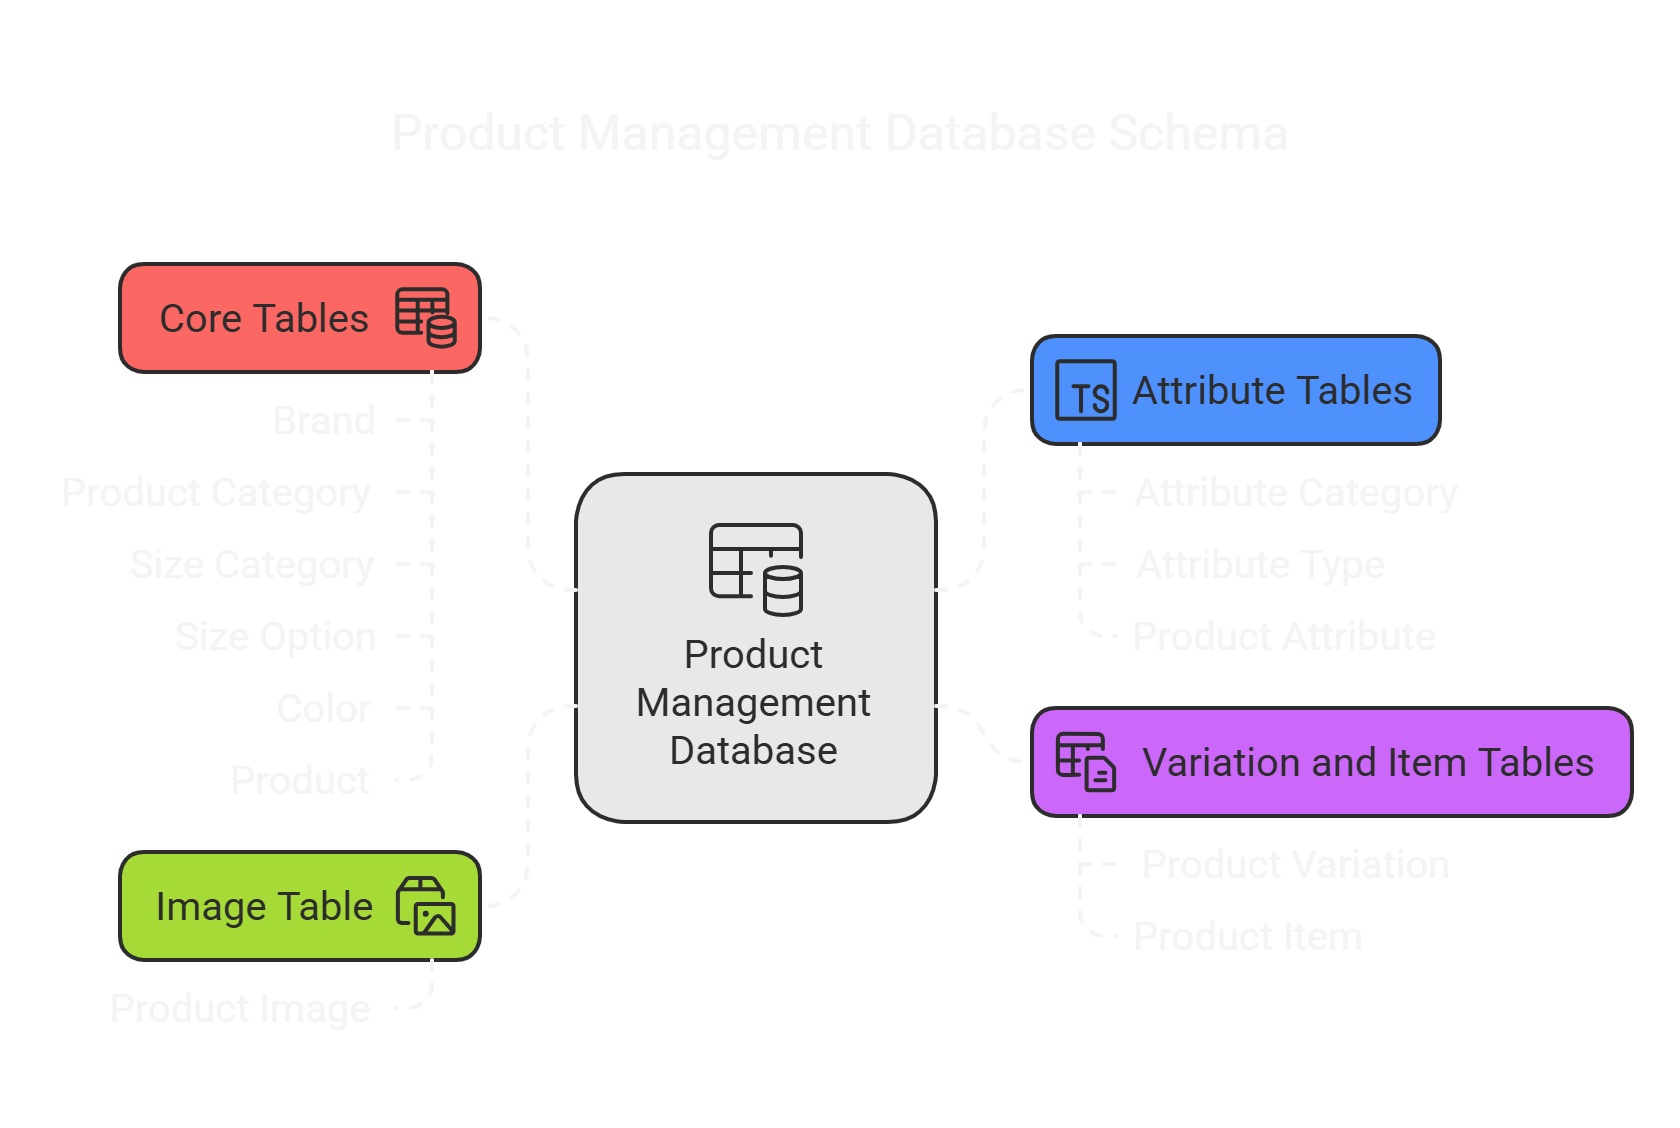 Product Management Database Schema
Core Tables
Brand
Product Category
Size Category
Size Option
Color
Product
Image Table
Product Image
Product
Management
Database
TS
Attribute Tables
Attribute Category
Attribute Type
Product Attribute
Variation and Item Tables
Product Variation
Product Item